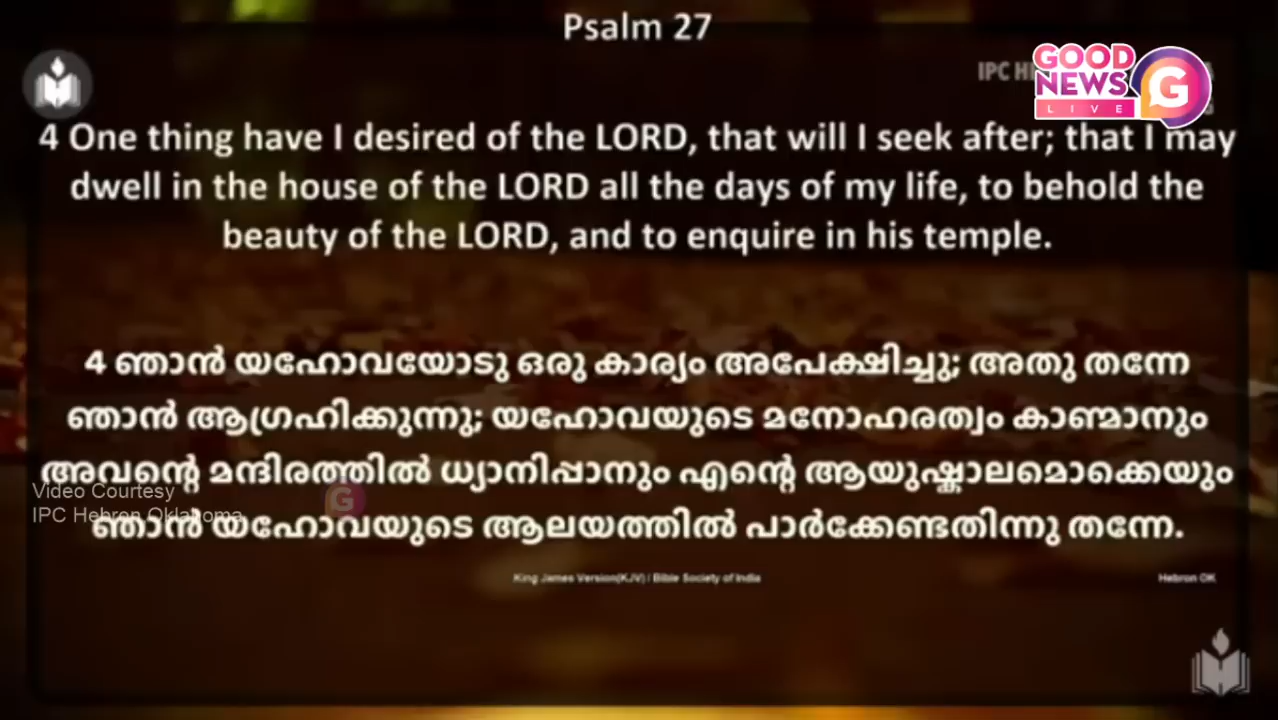 Psalm 27
IPC
GOOD
NEWS
LIVE
G
4 One thing have I desired of the LORD, that will I seek after; that I may
dwell in the house of the LORD all the days of my life, to behold the
beauty of the LORD, and to enquire in his temple.
4 ഞാൻ യഹോവയോടു ഒരു കാര്യം അപേക്ഷിച്ചു; അതു തന്നേ
ഞാൻ ആഗ്രഹിക്കുന്നു; യഹോവയുടെ മനോഹരത്വം കാണ്മാനും
അവന്റെ മന്ദിരത്തിൽ ധ്യാനിപ്പാനും എന്റെ ആയുഷ്കാലമൊക്കെയും
Video Courtesy
IPC Hebron Oklahoma
G
ഞാൻ യഹോവയുടെ ആലയത്തിൽ പാർക്കേണ്ടതിന്നു തന്നേ.
King James Version(KJV) / Bible Society of India
Hebron OK